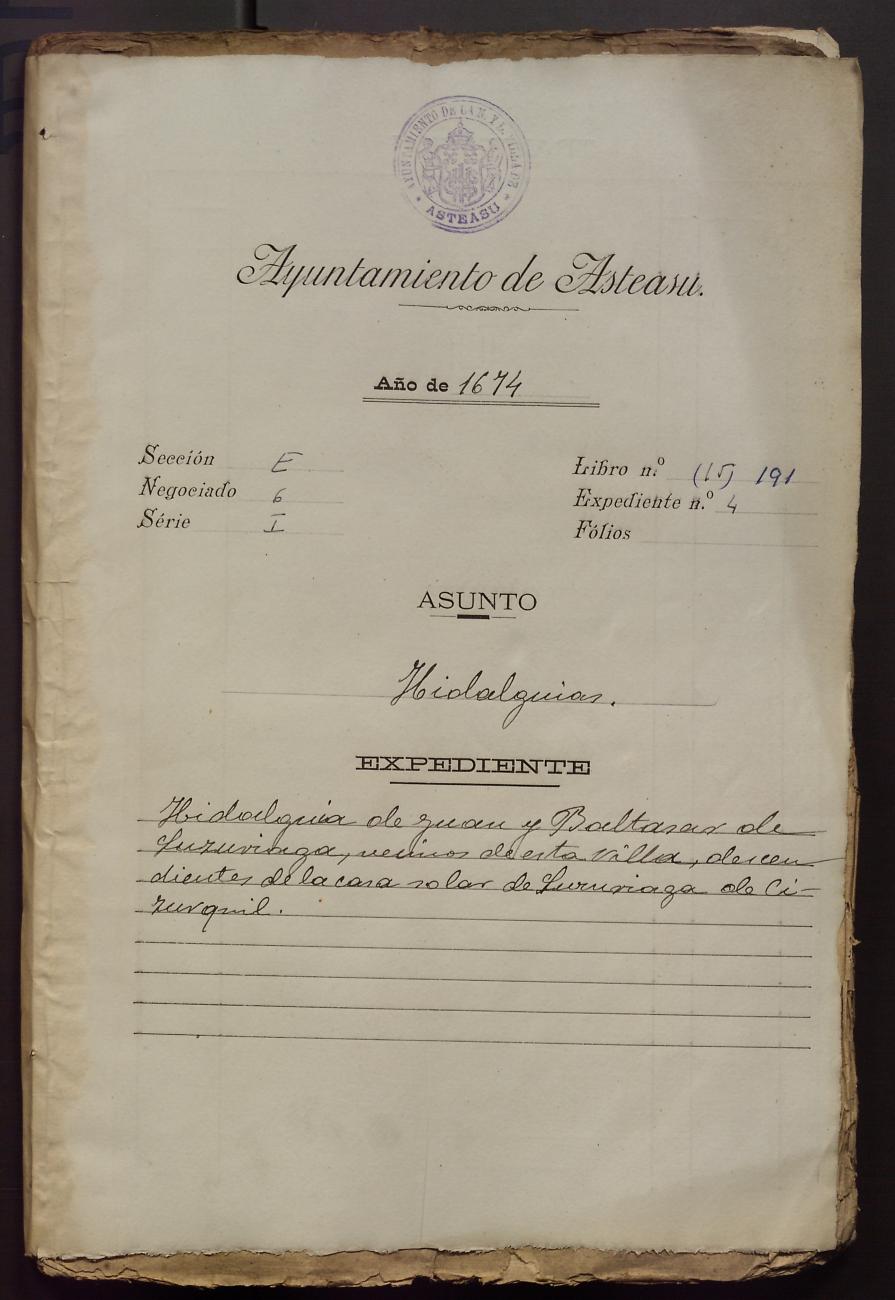 AYUNTAMIENTO DE LA N. Y L. VILLA DE
ASTEASU
Ayuntamiento de Asteasu.
Año de 1674
Sección E
Negociado 6
Série I
Libro n.º (15) 191
Expediente n.º 4
Fólios
ASUNTO
Hidalguias.
EXPEDIENTE
Hidalguia de Juan y Baltasar de
Luzuriaga, vecinos de esta Villa, descen
dientes de la casa solar de Luzuriaga de Ci-
zurquil.